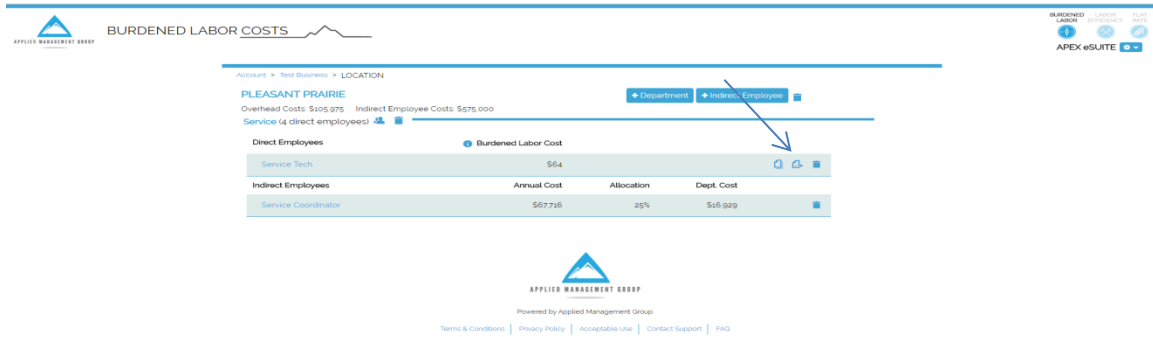 APPLIED MANAGEMENT GROUP
BURDENED LABOR COSTS
BURDENED LABOR
LABOR EFFICIENCY
FLAT RATE
APEX eSUITE
Account > Test Business > LOCATION
PLEASANT PRAIRIE
+ Department
+ Indirect Employee
Overhead Costs: $105,975 Indirect Employee Costs: $575,000
Service (4 direct employees)
Direct Employees Burdened Labor Cost
Service Tech $64
Indirect Employees Annual Cost Allocation Dept. Cost
Service Coordinator $67,716 25% $16,929
APPLIED MANAGEMENT GROUP
Powered by Applied Management Group
Terms & Conditions | Privacy Policy | Acceptable Use | Contact Support | FAQ